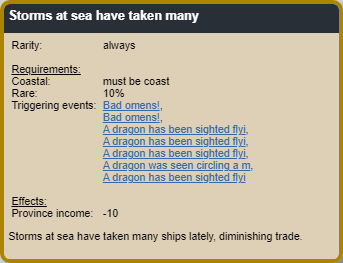 Storms at sea have taken many
Rarity: always
Requirements:
Coastal: must be coast
Rare: 10%
Triggering events: Bad omens!,
Bad omens!,
A dragon has been sighted flyi,
A dragon has been sighted flyi,
A dragon has been sighted flyi,
A dragon was seen circling a m,
A dragon has been sighted flyi
Effects:
Province income: -10
Storms at sea have taken many ships lately, diminishing trade.